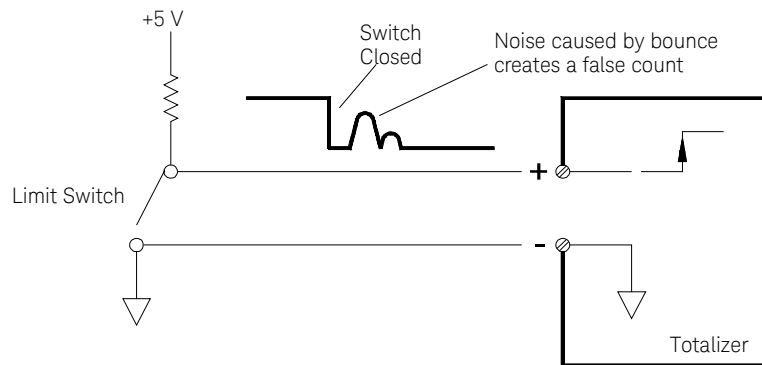 +5 V
Switch
Closed
Noise caused by bounce
creates a false count
Limit Switch
+
-
Totalizer